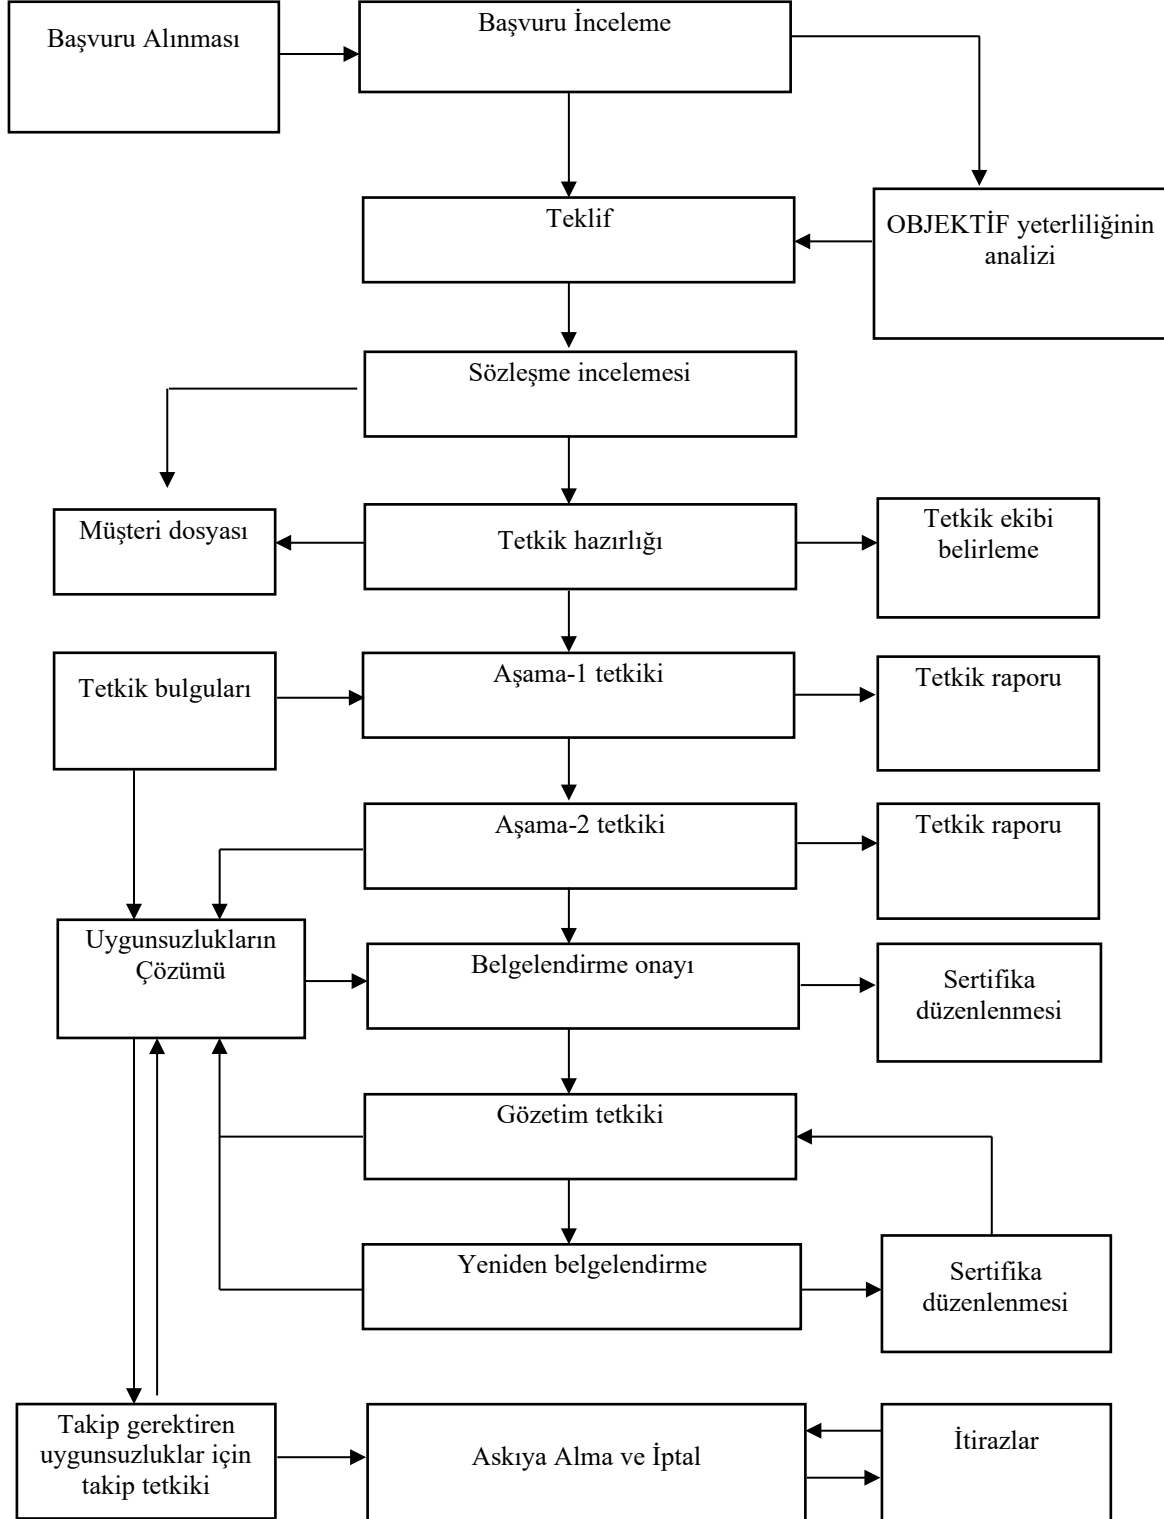 Başvuru Alınması
Başvuru İnceleme
Teklif
OBJEKTİF yeterliliğinin
analizi
Sözleşme incelemesi
Müşteri dosyası
Tetkik hazırlığı
Tetkik ekibi
belirleme
Tetkik bulguları
Aşama-1 tetkiki
Tetkik raporu
Aşama-2 tetkiki
Tetkik raporu
Uygunsuzlukların
Çözümü
Belgelendirme onayı
Sertifika
düzenlenmesi
Gözetim tetkiki
Yeniden belgelendirme
Sertifika
düzenlenmesi
Takip gerektiren
uygunsuzluklar için
takip tetkiki
Askıya Alma ve İptal
İtirazlar